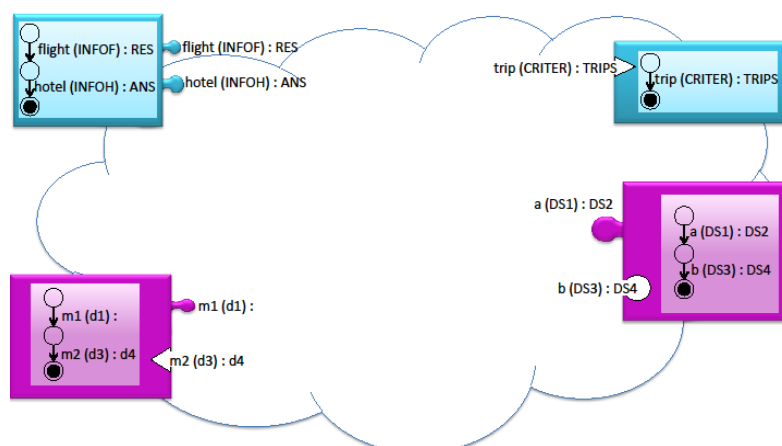 flight (INFOF) : RES
hotel (INFOH) : ANS
flight (INFOF) : RES
hotel (INFOH) : ANS
trip (CRITER) : TRIPS
trip (CRITER) : TRIPS
a (DS1) : DS2
b (DS3) : DS4
a (DS1) : DS2
b (DS3) : DS4
m1 (d1) :
m2 (d3) : d4
m1 (d1) :
m2 (d3) : d4